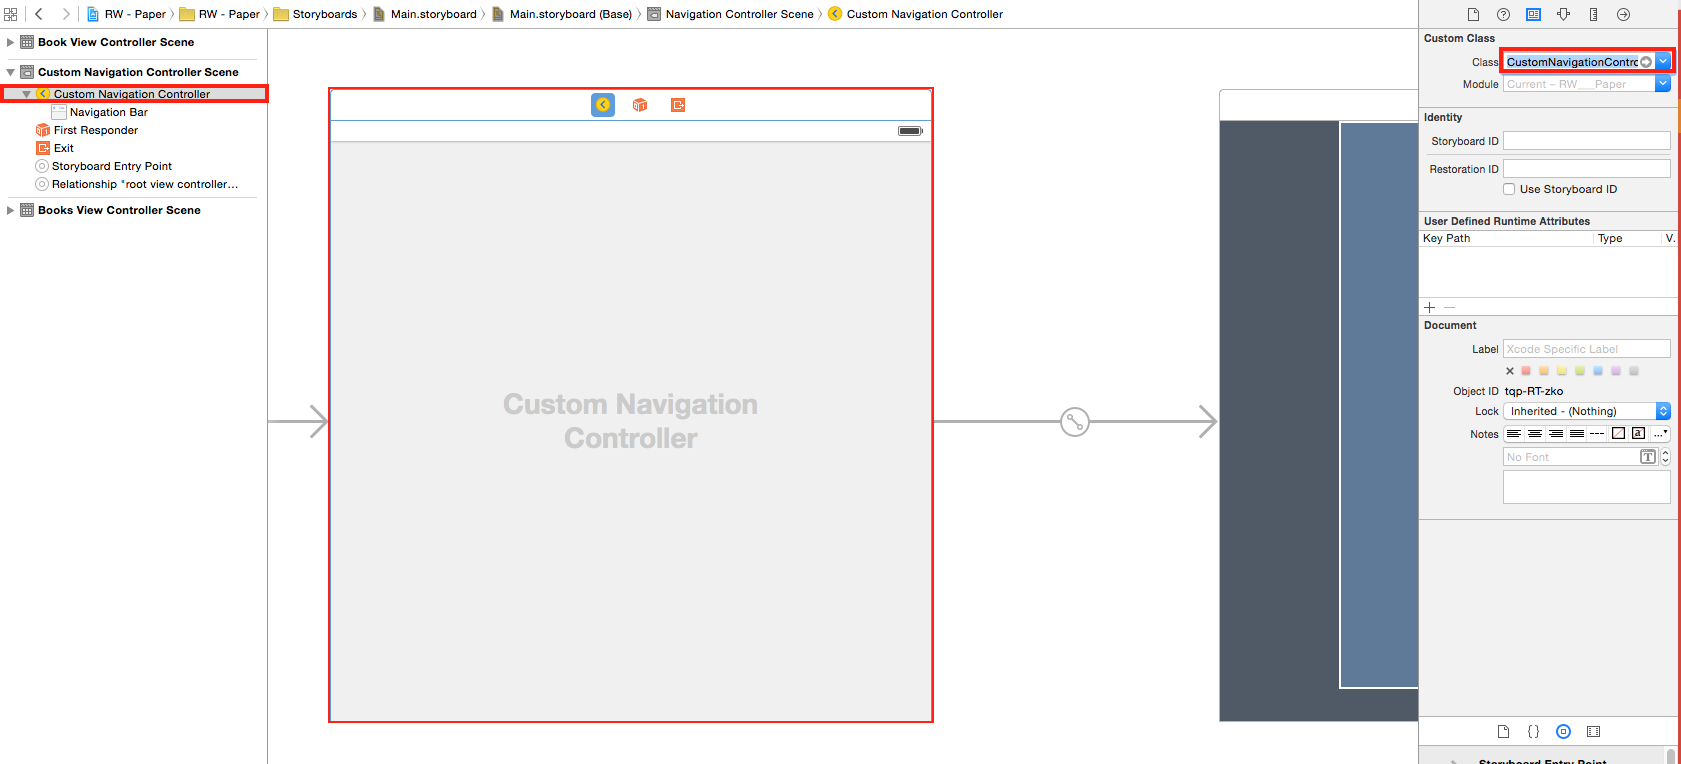 RW - Paper
RW - Paper
Storyboards
Main.storyboard
Main.storyboard (Base)
Navigation Controller Scene
Custom Navigation Controller
Book View Controller Scene
Custom Navigation Controller Scene
Custom Navigation Controller
Navigation Bar
First Responder
Exit
Storyboard Entry Point
Relationship "root view controller...
Books View Controller Scene
Custom Navigation
Controller
Custom Class
Class CustomNavigationContro
Module Current – RW___Paper
Identity
Storyboard ID
Restoration ID
Use Storyboard ID
User Defined Runtime Attributes
Key Path Type V.
Document
Label Xcode Specific Label
Object ID tqp-RT-zko
Lock Inherited - (Nothing)
Notes
No Font T
Storyboard Entry Point